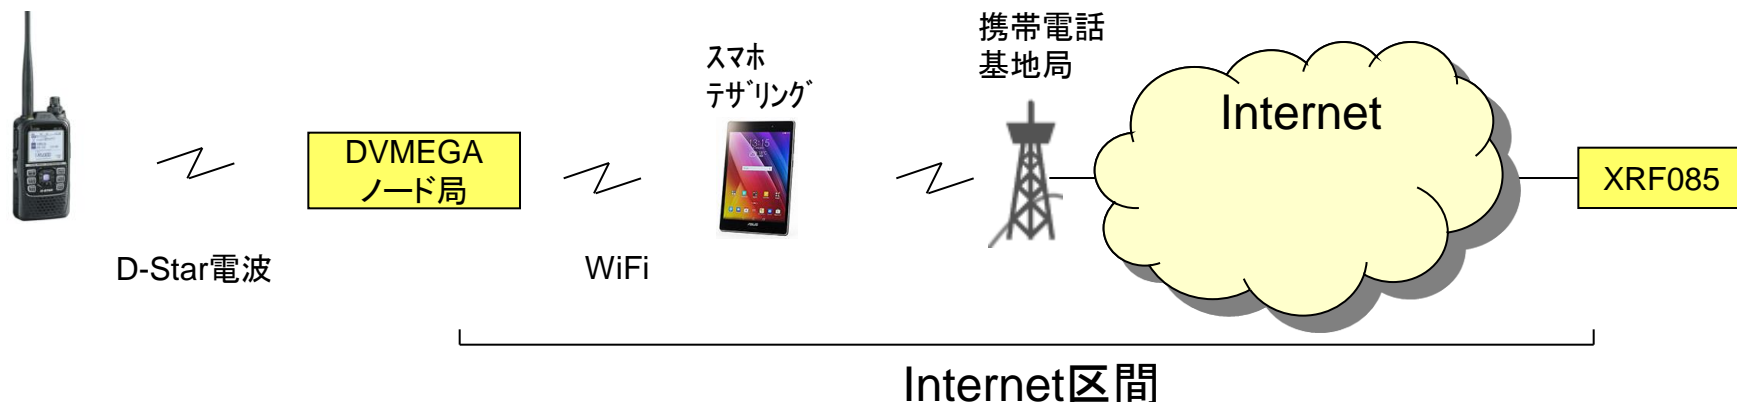 携帯電話
基地局
スマホ
テザリング
Internet
DVMEGA
ノード局
XRF085
13:15
D-Star電波
WiFi
Internet区間